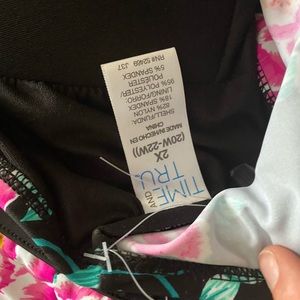 TIME
AND
TRU
2X
(20W-22W))
MADE IN/HECHO EN
CHINA
SHELL/FUNDA:
82% NYLON
18% SPANDEX
LINING/FORRO:
95% POLYESTER/
5% SPANDEX
RN# 52469 J37